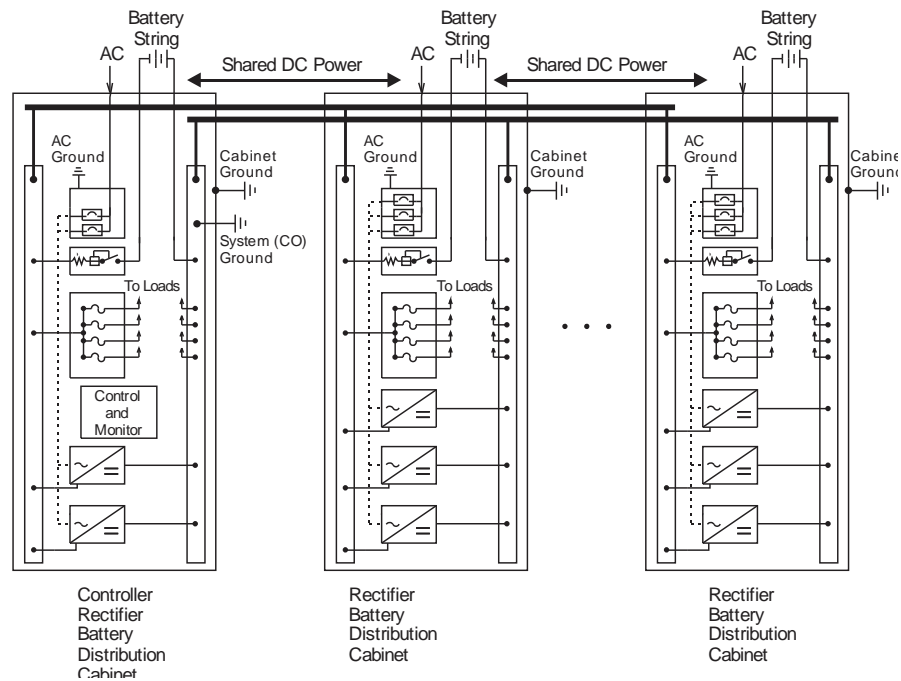 Battery
String
AC
Shared DC Power
Battery
String
AC
Shared DC Power
Battery
String
AC
AC
Ground
Cabinet
Ground
System (CO)
Ground
To Loads
Control
and
Monitor
AC
Ground
Cabinet
Ground
To Loads
. . .
AC
Ground
Cabinet
Ground
To Loads
Controller
Rectifier
Battery
Distribution
Cabinet
Rectifier
Battery
Distribution
Cabinet
Rectifier
Battery
Distribution
Cabinet